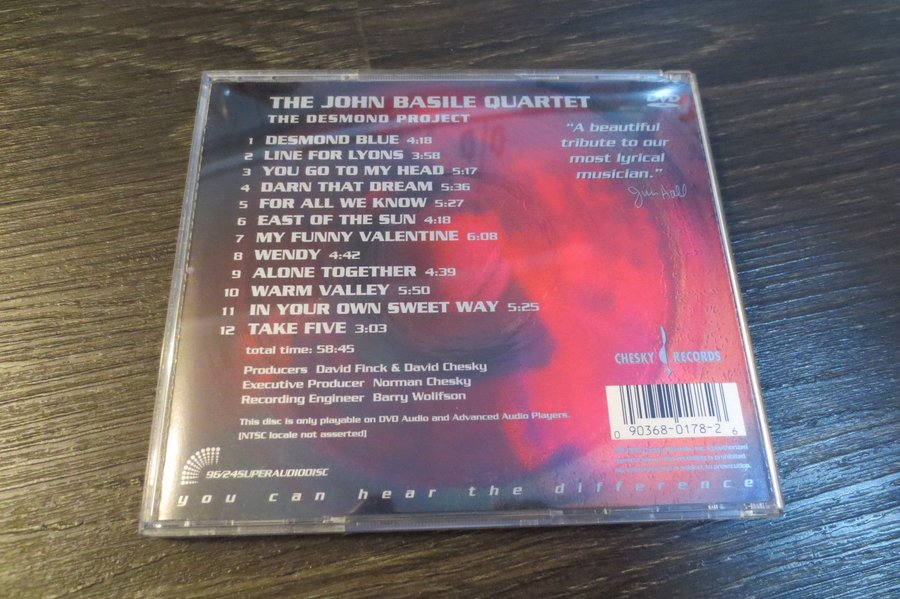 THE JOHN BASILE QUARTET
THE DESMOND PROJECT
1 DESMOND BLUE 4:18
2 LINE FOR LYONS 3:58
3 YOU GO TO MY HEAD 5:17
4 DARN THAT DREAM 5:36
5 FOR ALL WE KNOW 5:27
6 EAST OF THE SUN 4:18
7 MY FUNNY VALENTINE 6:08
8 WENDY 4:42
9 ALONE TOGETHER 4:39
10 WARM VALLEY 5:50
11 IN YOUR OWN SWEET WAY 5:25
12 TAKE FIVE 3:03
total time: 58:45
Producers David Finck & David Chesky
Executive Producer Norman Chesky
Recording Engineer Barry Wolifson
This disc is only playable on DVD Audio and Advanced Audio Players.
[NTSC locale not asserted]
DVD
"A beautiful
tribute to our
most lyrical
musician."
Jim Hall
CHESKY RECORDS
0 90368-0178-2 6
96/24SUPERAUDIODISC
you can hear the difference